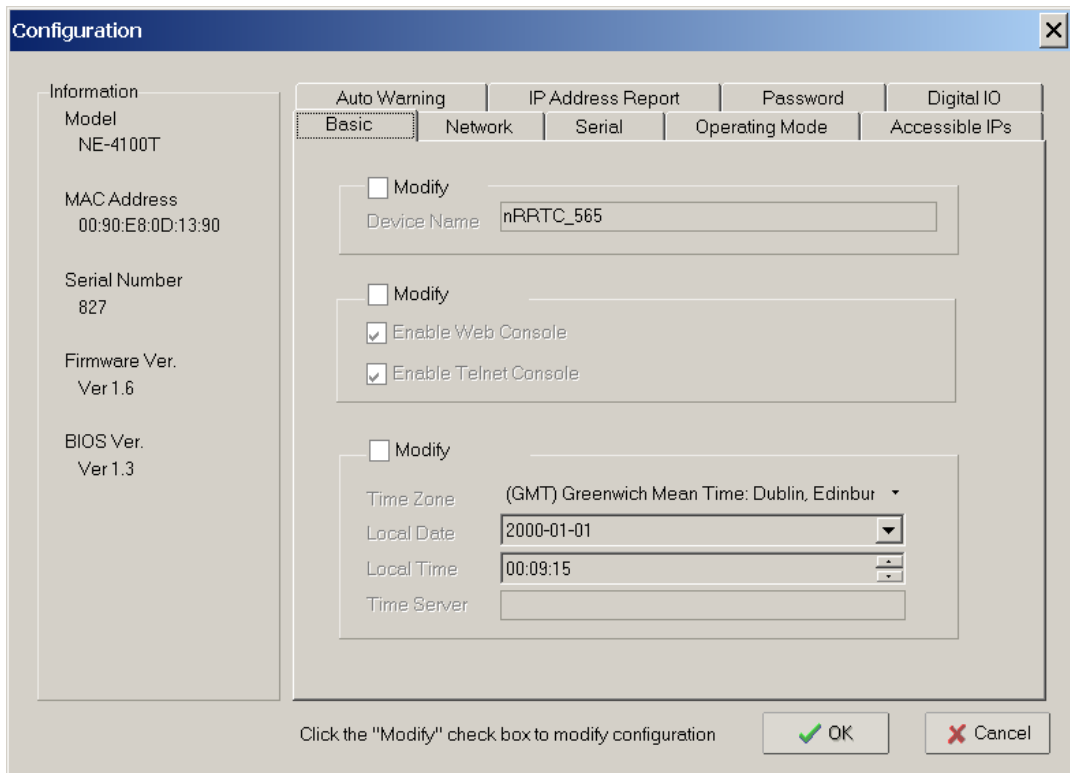 Configuration
Information
Model
NE-4100T
MAC Address
00:90:E8:0D:13:90
Serial Number
827
Firmware Ver.
Ver 1.6
BIOS Ver.
Ver 1.3
Auto Warning
IP Address Report
Password
Digital IO
Basic
Network
Serial
Operating Mode
Accessible IPs
Modify
Device Name
nRRTC_565
Modify
Enable Web Console
Enable Telnet Console
Modify
Time Zone
(GMT) Greenwich Mean Time: Dublin, Edinbur
Local Date
2000-01-01
Local Time
00:09:15
Time Server
Click the "Modify" check box to modify configuration
OK
Cancel